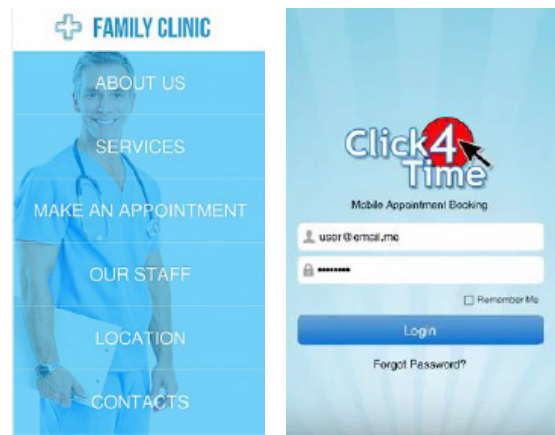 FAMILY CLINIC
ABOUT US
SERVICES
MAKE AN APPOINTMENT
OUR STAFF
LOCATION
CONTACTS
Click4
Time
Mobile Appointment Booking
user@email.me
••••••••
Remember Me
Login
Forgot Password?